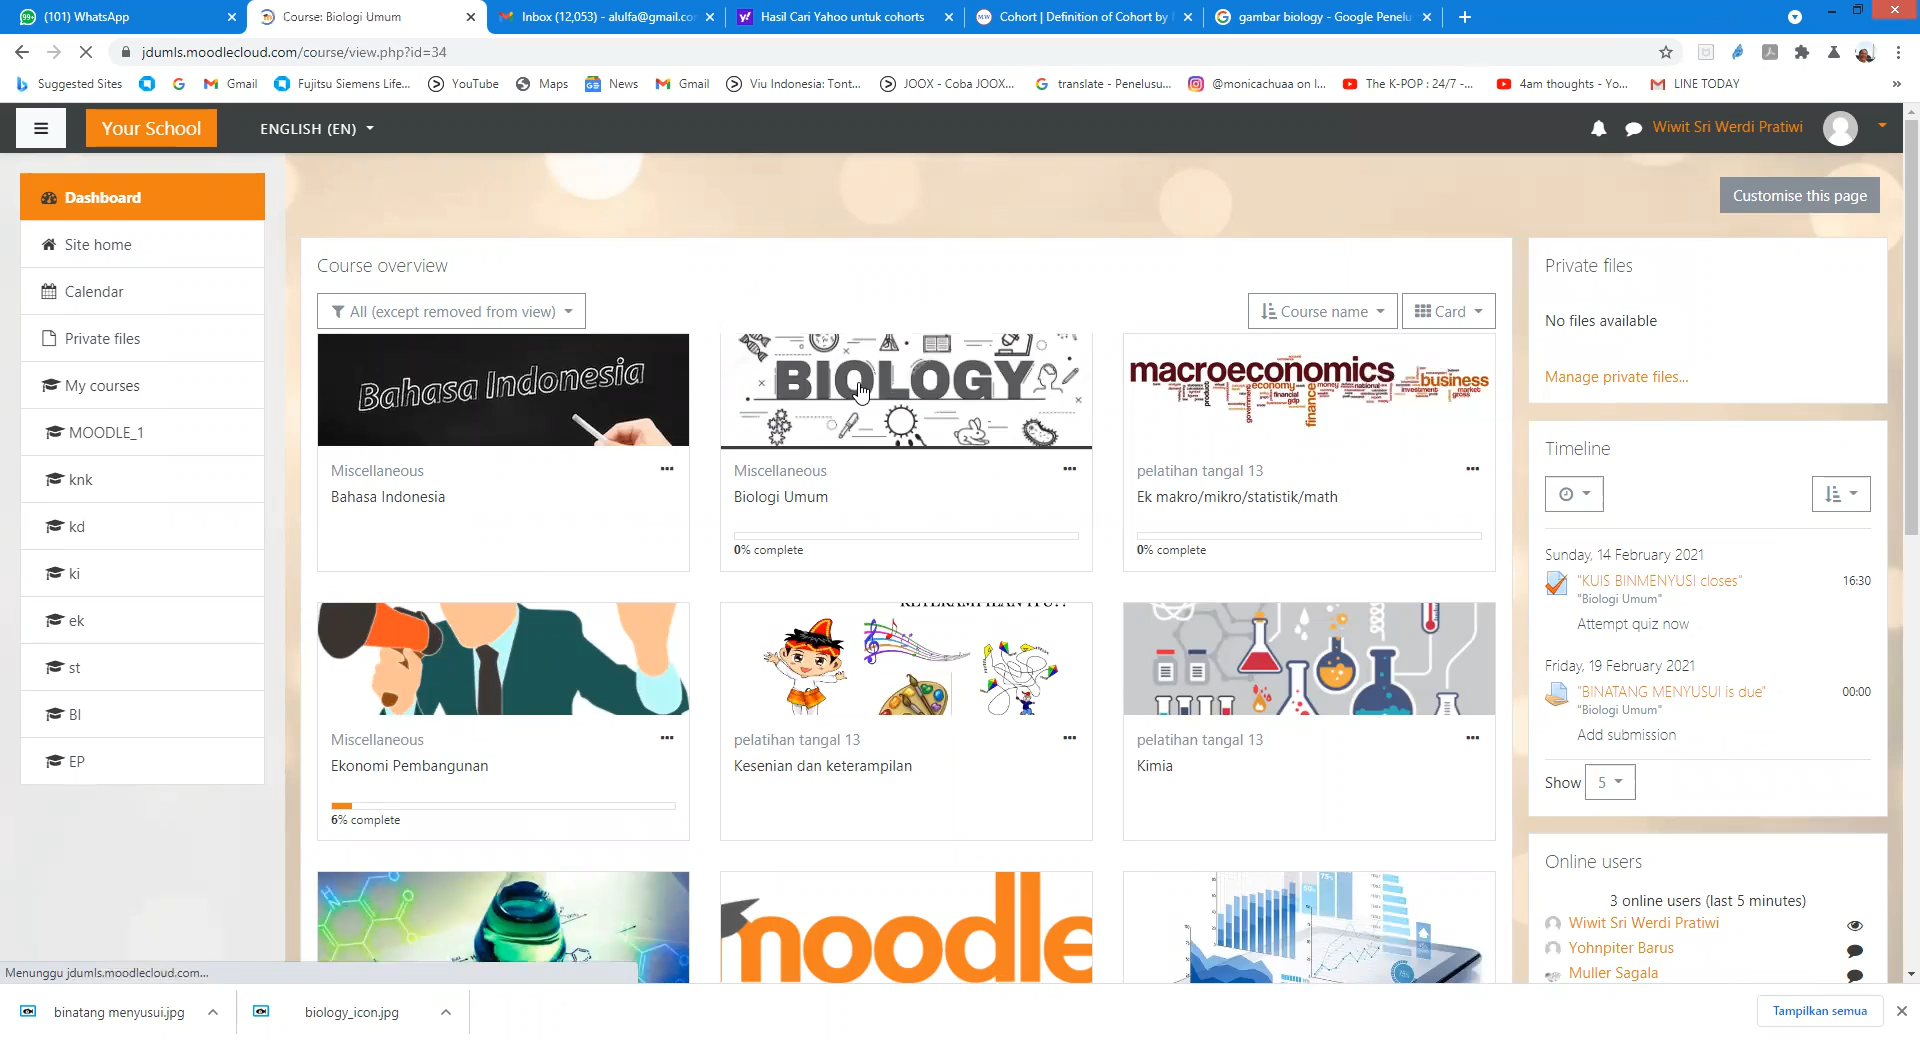 (101) WhatsApp
Course: Biologi Umum
Inbox (12,053) - alulfa@gmail.cor
Hasil Cari Yahoo untuk cohorts
Cohort | Definition of Cohort by
gambar biology - Google Penelu
jdumls.moodlecloud.com/course/view.php?id=34
Suggested Sites
Gmail
Fujitsu Siemens Life...
YouTube
Maps
News
Gmail
Viu Indonesia: Tont...
JOOX - Coba JOOX...
translate - Penelusu...
@monicachuaa on I...
The K-POP : 24/7 -...
4am thoughts - Yo...
LINE TODAY
»
Your School
ENGLISH (EN)
Wiwit Sri Werdi Pratiwi
Dashboard
Site home
Calendar
Private files
My courses
MOODLE_1
knk
kd
ki
ek
st
BI
EP
Customise this page
Course overview
All (except removed from view)
Course name
Card
Bahasa Indonesia
Miscellaneous
Bahasa Indonesia
BIOLOGY
Miscellaneous
Biologi Umum
0% complete
macroeconomics
business
economy
finance
financial
gdp
investment
market
gross
pelatihan tangal 13
Ek makro/mikro/statistik/math
0% complete
Miscellaneous
Ekonomi Pembangunan
6% complete
pelatihan tangal 13
Kesenian dan keterampilan
pelatihan tangal 13
Kimia
moodle
Private files
No files available
Manage private files...
Timeline
Sunday, 14 February 2021
"KUIS BINMENYUSI closes"
16:30
"Biologi Umum"
Attempt quiz now
Friday, 19 February 2021
"BINATANG MENYUSUI is due"
00:00
"Biologi Umum"
Add submission
Show
5
Online users
3 online users (last 5 minutes)
Wiwit Sri Werdi Pratiwi
Yohnpiter Barus
Muller Sagala
Menunggu jdumls.moodlecloud.com...
binatang menyusui.jpg
biology_icon.jpg
Tampilkan semua